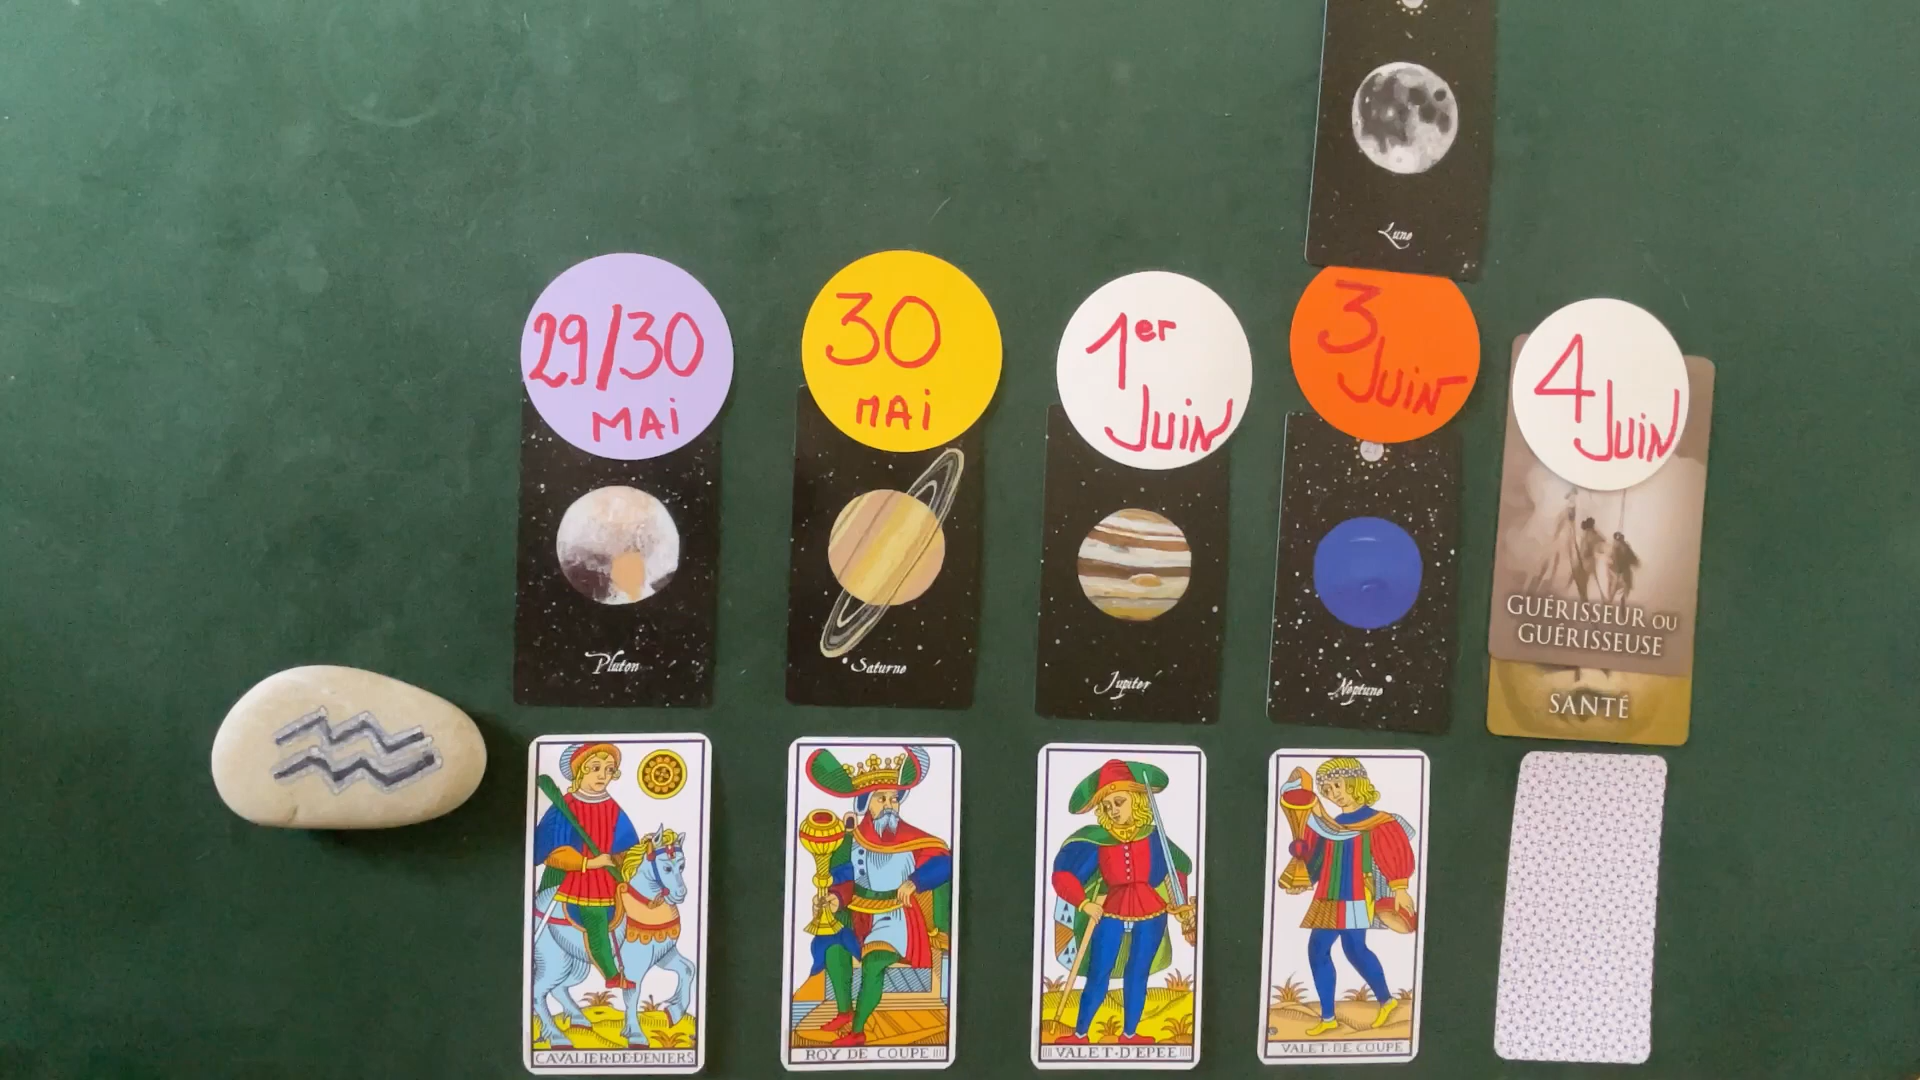 Lune
29/30
MAI
30
MAI
1er
JUIN
3
JUIN
4
JUIN
Pluton
Saturne
Jupiter
Neptune
GUÉRISSEUR OU
GUÉRISSEUSE
SANTÉ
CAVALIER·DE·DENIERS
ROY DE COUPE
VALET·D'EPEE
VALET·DE·COUPE